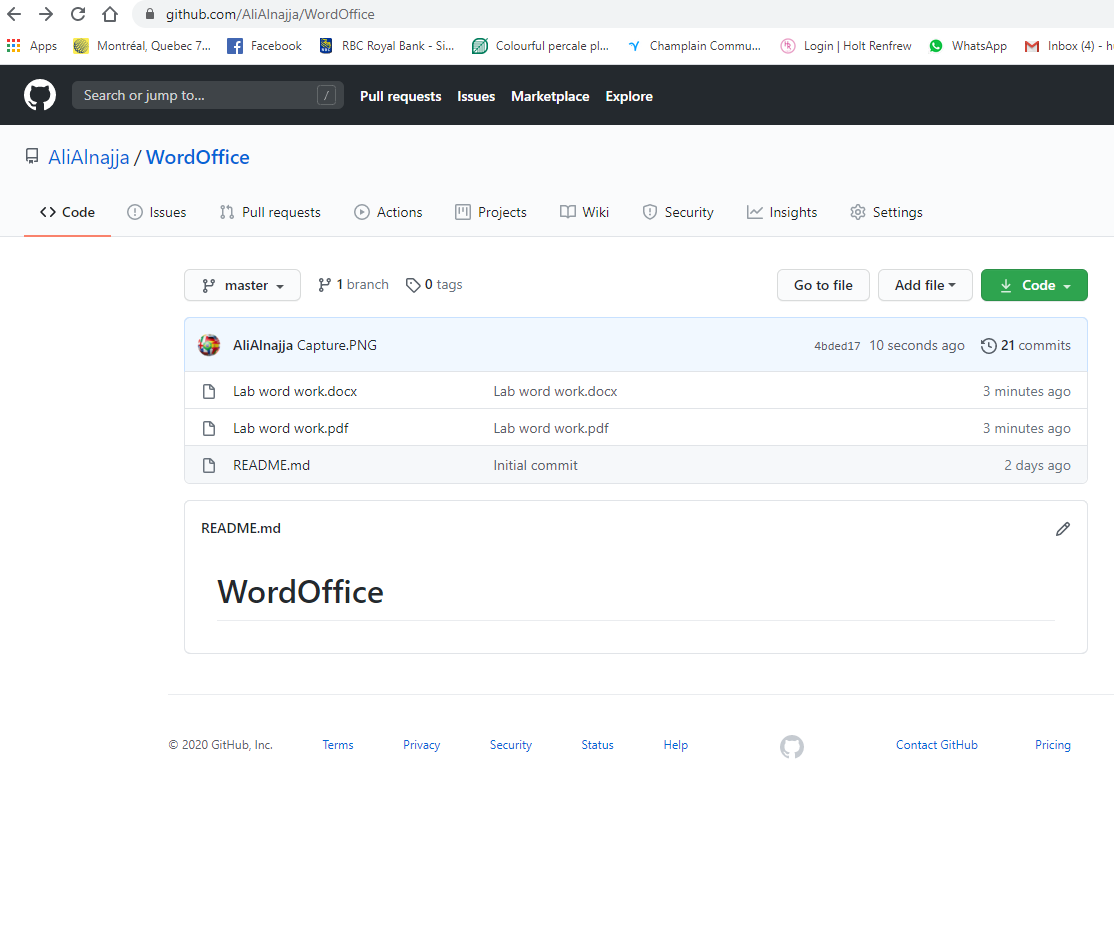 github.com/AliAlnajja/WordOffice
Apps Montréal, Quebec 7... Facebook RBC Royal Bank - Si... Colourful percale pl... Champlain Commu... Login | Holt Renfrew WhatsApp Inbox (4) - h
Search or jump to... / Pull requests Issues Marketplace Explore
AliAlnajja / WordOffice
Code Issues Pull requests Actions Projects Wiki Security Insights Settings
master 1 branch 0 tags Go to file Add file Code
AliAlnajja Capture.PNG 4bded17 10 seconds ago 21 commits
Lab word work.docx Lab word work.docx 3 minutes ago
Lab word work.pdf Lab word work.pdf 3 minutes ago
README.md Initial commit 2 days ago
README.md
WordOffice
© 2020 GitHub, Inc. Terms Privacy Security Status Help Contact GitHub Pricing